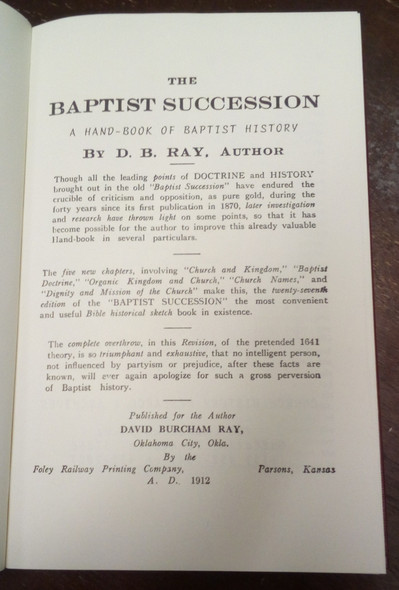 THE
BAPTIST SUCCESSION
A HAND-BOOK OF BAPTIST HISTORY
BY D. B. RAY, AUTHOR
Though all the leading points of DOCTRINE and HISTORY
brought out in the old "Baptist Succession" have endured the
crucible of criticism and opposition, as pure gold, during the
forty years since its first publication in 1870, later investigation
and research have thrown light on some points, so that it has
become possible for the author to improve this already valuable
Hand-book in several particulars.
The five new chapters, involving "Church and Kingdom," "Baptist
Doctrine," "Organic Kingdom and Church," "Church Names," and
"Dignity and Mission of the Church" make this, the twenty-seventh
edition of the "BAPTIST SUCCESSION" the most convenient
and useful Bible historical sketch book in existence.
The complete overthrow, in this Revision, of the pretended 1641
theory, is so triumphant and exhaustive, that no intelligent person,
not influenced by partyism or prejudice, after these facts are
known, will ever again apologize for such a gross perversion
of Baptist history.
Published for the Author
DAVID BURCHAM RAY,
Oklahoma City, Okla.
By the
Foley Railway Printing Company, Parsons, Kansas
A. D. 1912